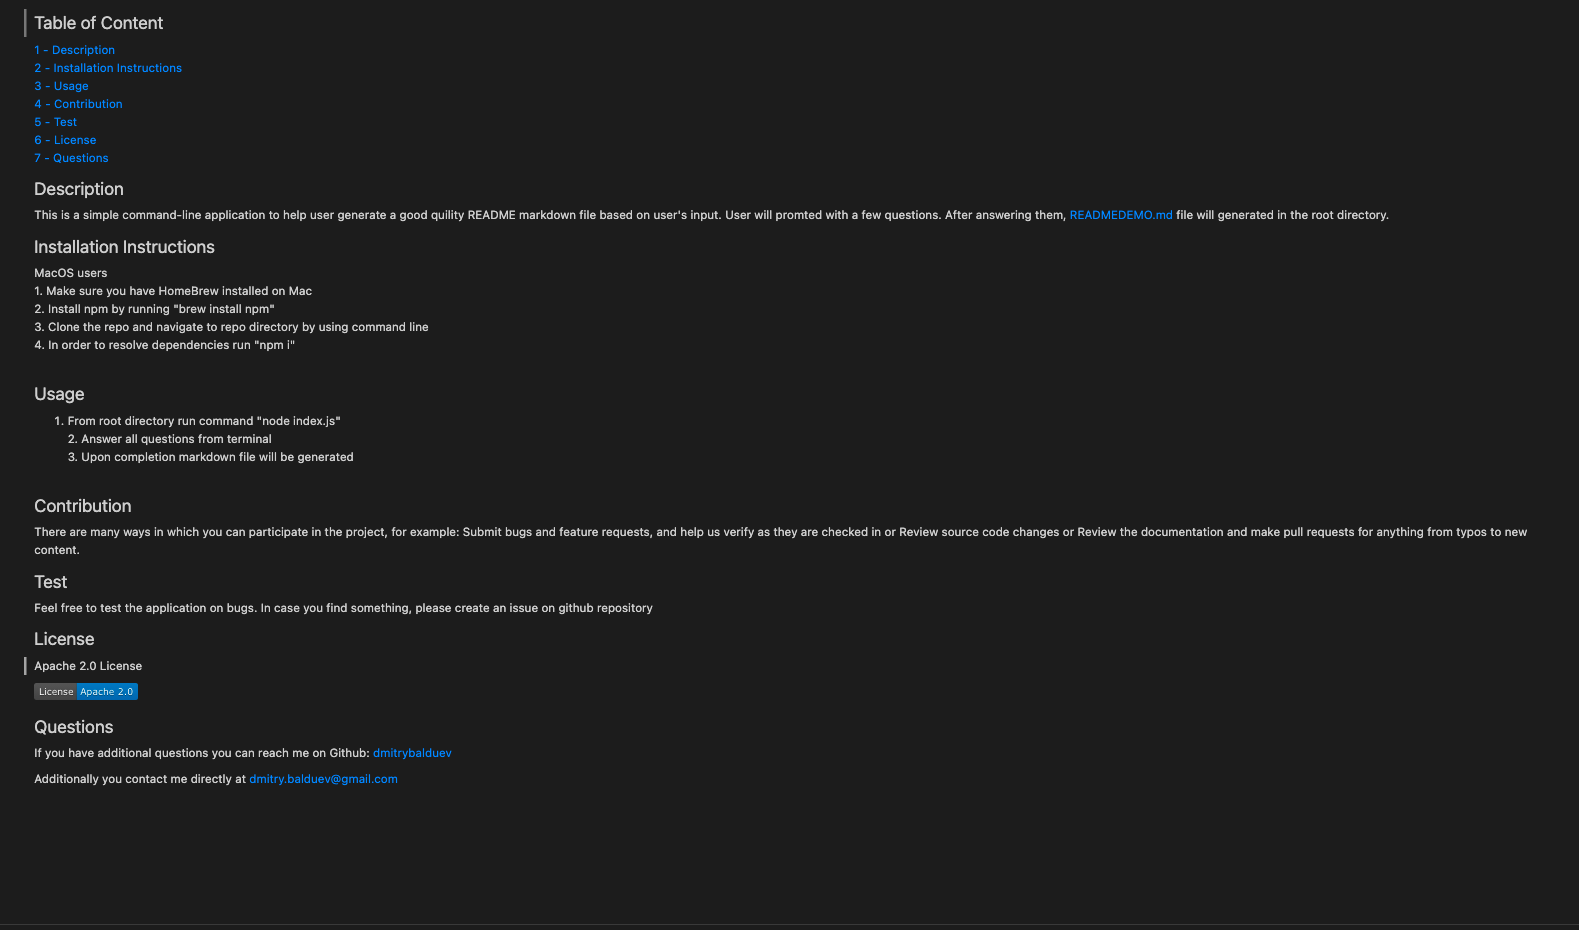 Table of Content
1 - Description
2 - Installation Instructions
3 - Usage
4 - Contribution
5 - Test
6 - License
7 - Questions
Description
This is a simple command-line application to help user generate a good quility README markdown file based on user's input. User will promted with a few questions. After answering them, READMEDEMO.md file will generated in the root directory.
Installation Instructions
MacOS users
1. Make sure you have HomeBrew installed on Mac
2. Install npm by running "brew install npm"
3. Clone the repo and navigate to repo directory by using command line
4. In order to resolve dependencies run "npm i"
Usage
1. From root directory run command "node index.js"
2. Answer all questions from terminal
3. Upon completion markdown file will be generated
Contribution
There are many ways in which you can participate in the project, for example: Submit bugs and feature requests, and help us verify as they are checked in or Review source code changes or Review the documentation and make pull requests for anything from typos to new
content.
Test
Feel free to test the application on bugs. In case you find something, please create an issue on github repository
License
Apache 2.0 License
License Apache 2.0
Questions
If you have additional questions you can reach me on Github: dmitrybalduev
Additionally you contact me directly at dmitry.balduev@gmail.com